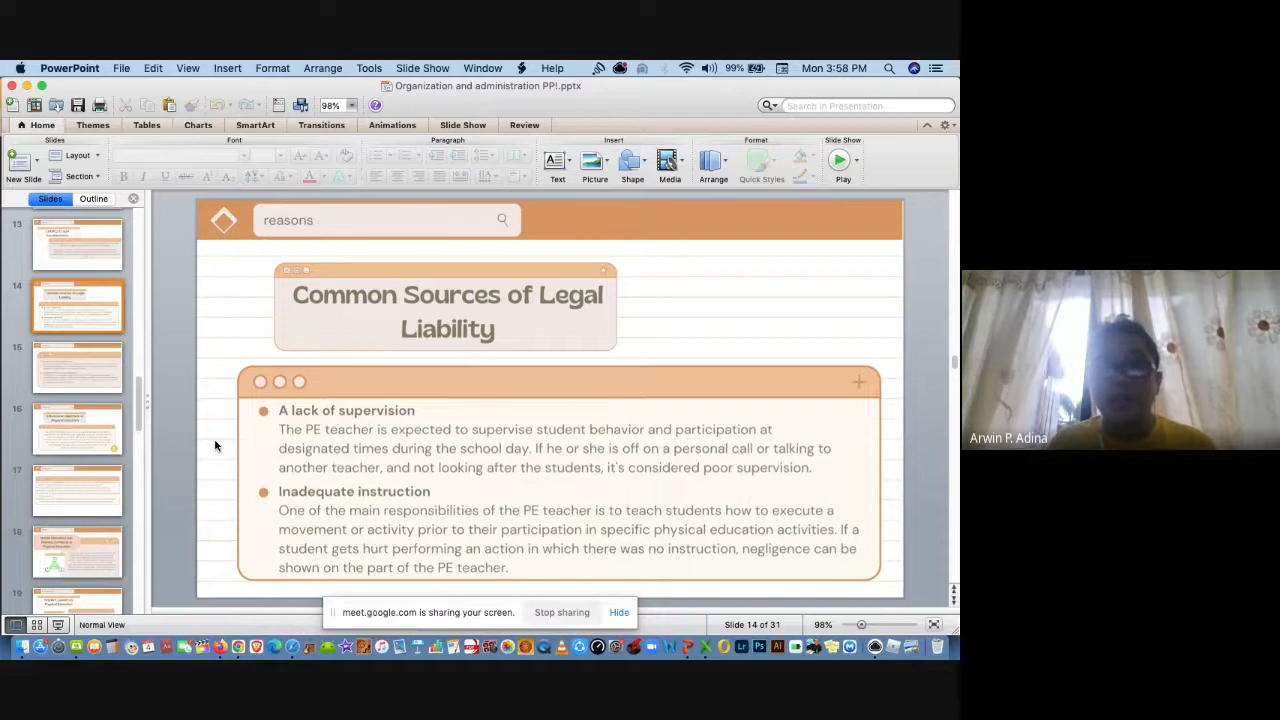 PowerPoint File Edit View Insert Format Arrange Tools Slide Show Window Help 99% Mon 3:58 PM
Organization and administration PP!.pptx
98% Search in Presentation
Home Themes Tables Charts SmartArt Transitions Animations Slide Show Review
Slides Font Paragraph Insert Format Slide Show
Layout
Section
New Slide Text Picture Shape Media Arrange Quick Styles Play
Slides Outline
13
14
15
16
17
18
19
reasons
Common Sources of Legal
Liability
A lack of supervision
The PE teacher is expected to supervise student behavior and participation at
designated times during the school day. If he or she is off on a personal call or talking to
another teacher, and not looking after the students, it's considered poor supervision.
Inadequate instruction
One of the main responsibilities of the PE teacher is to teach students how to execute a
movement or activity prior to their participation in specific physical education activities. If a
student gets hurt performing an action in which there was no instruction, negligence can be
shown on the part of the PE teacher.
meet.google.com is sharing your screen. Stop sharing Hide
Normal View Slide 14 of 31 98%
Arwin P. Adina